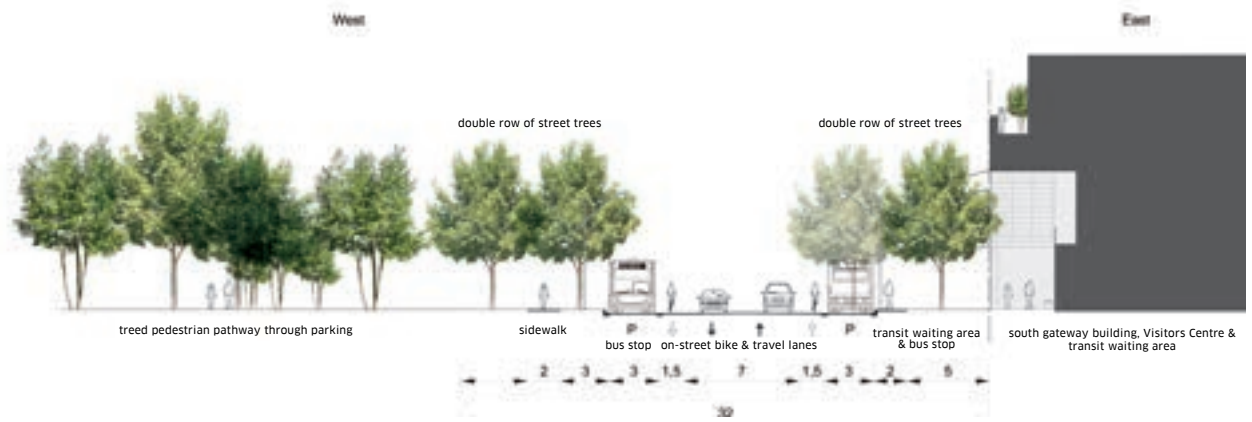 West
East
double row of street trees
double row of street trees
treed pedestrian pathway through parking
sidewalk
P
bus stop
on-street bike & travel lanes
P
transit waiting area
& bus stop
south gateway building, Visitors Centre &
transit waiting area
2 3 3 1,5 7 1,5 3 2 5
32